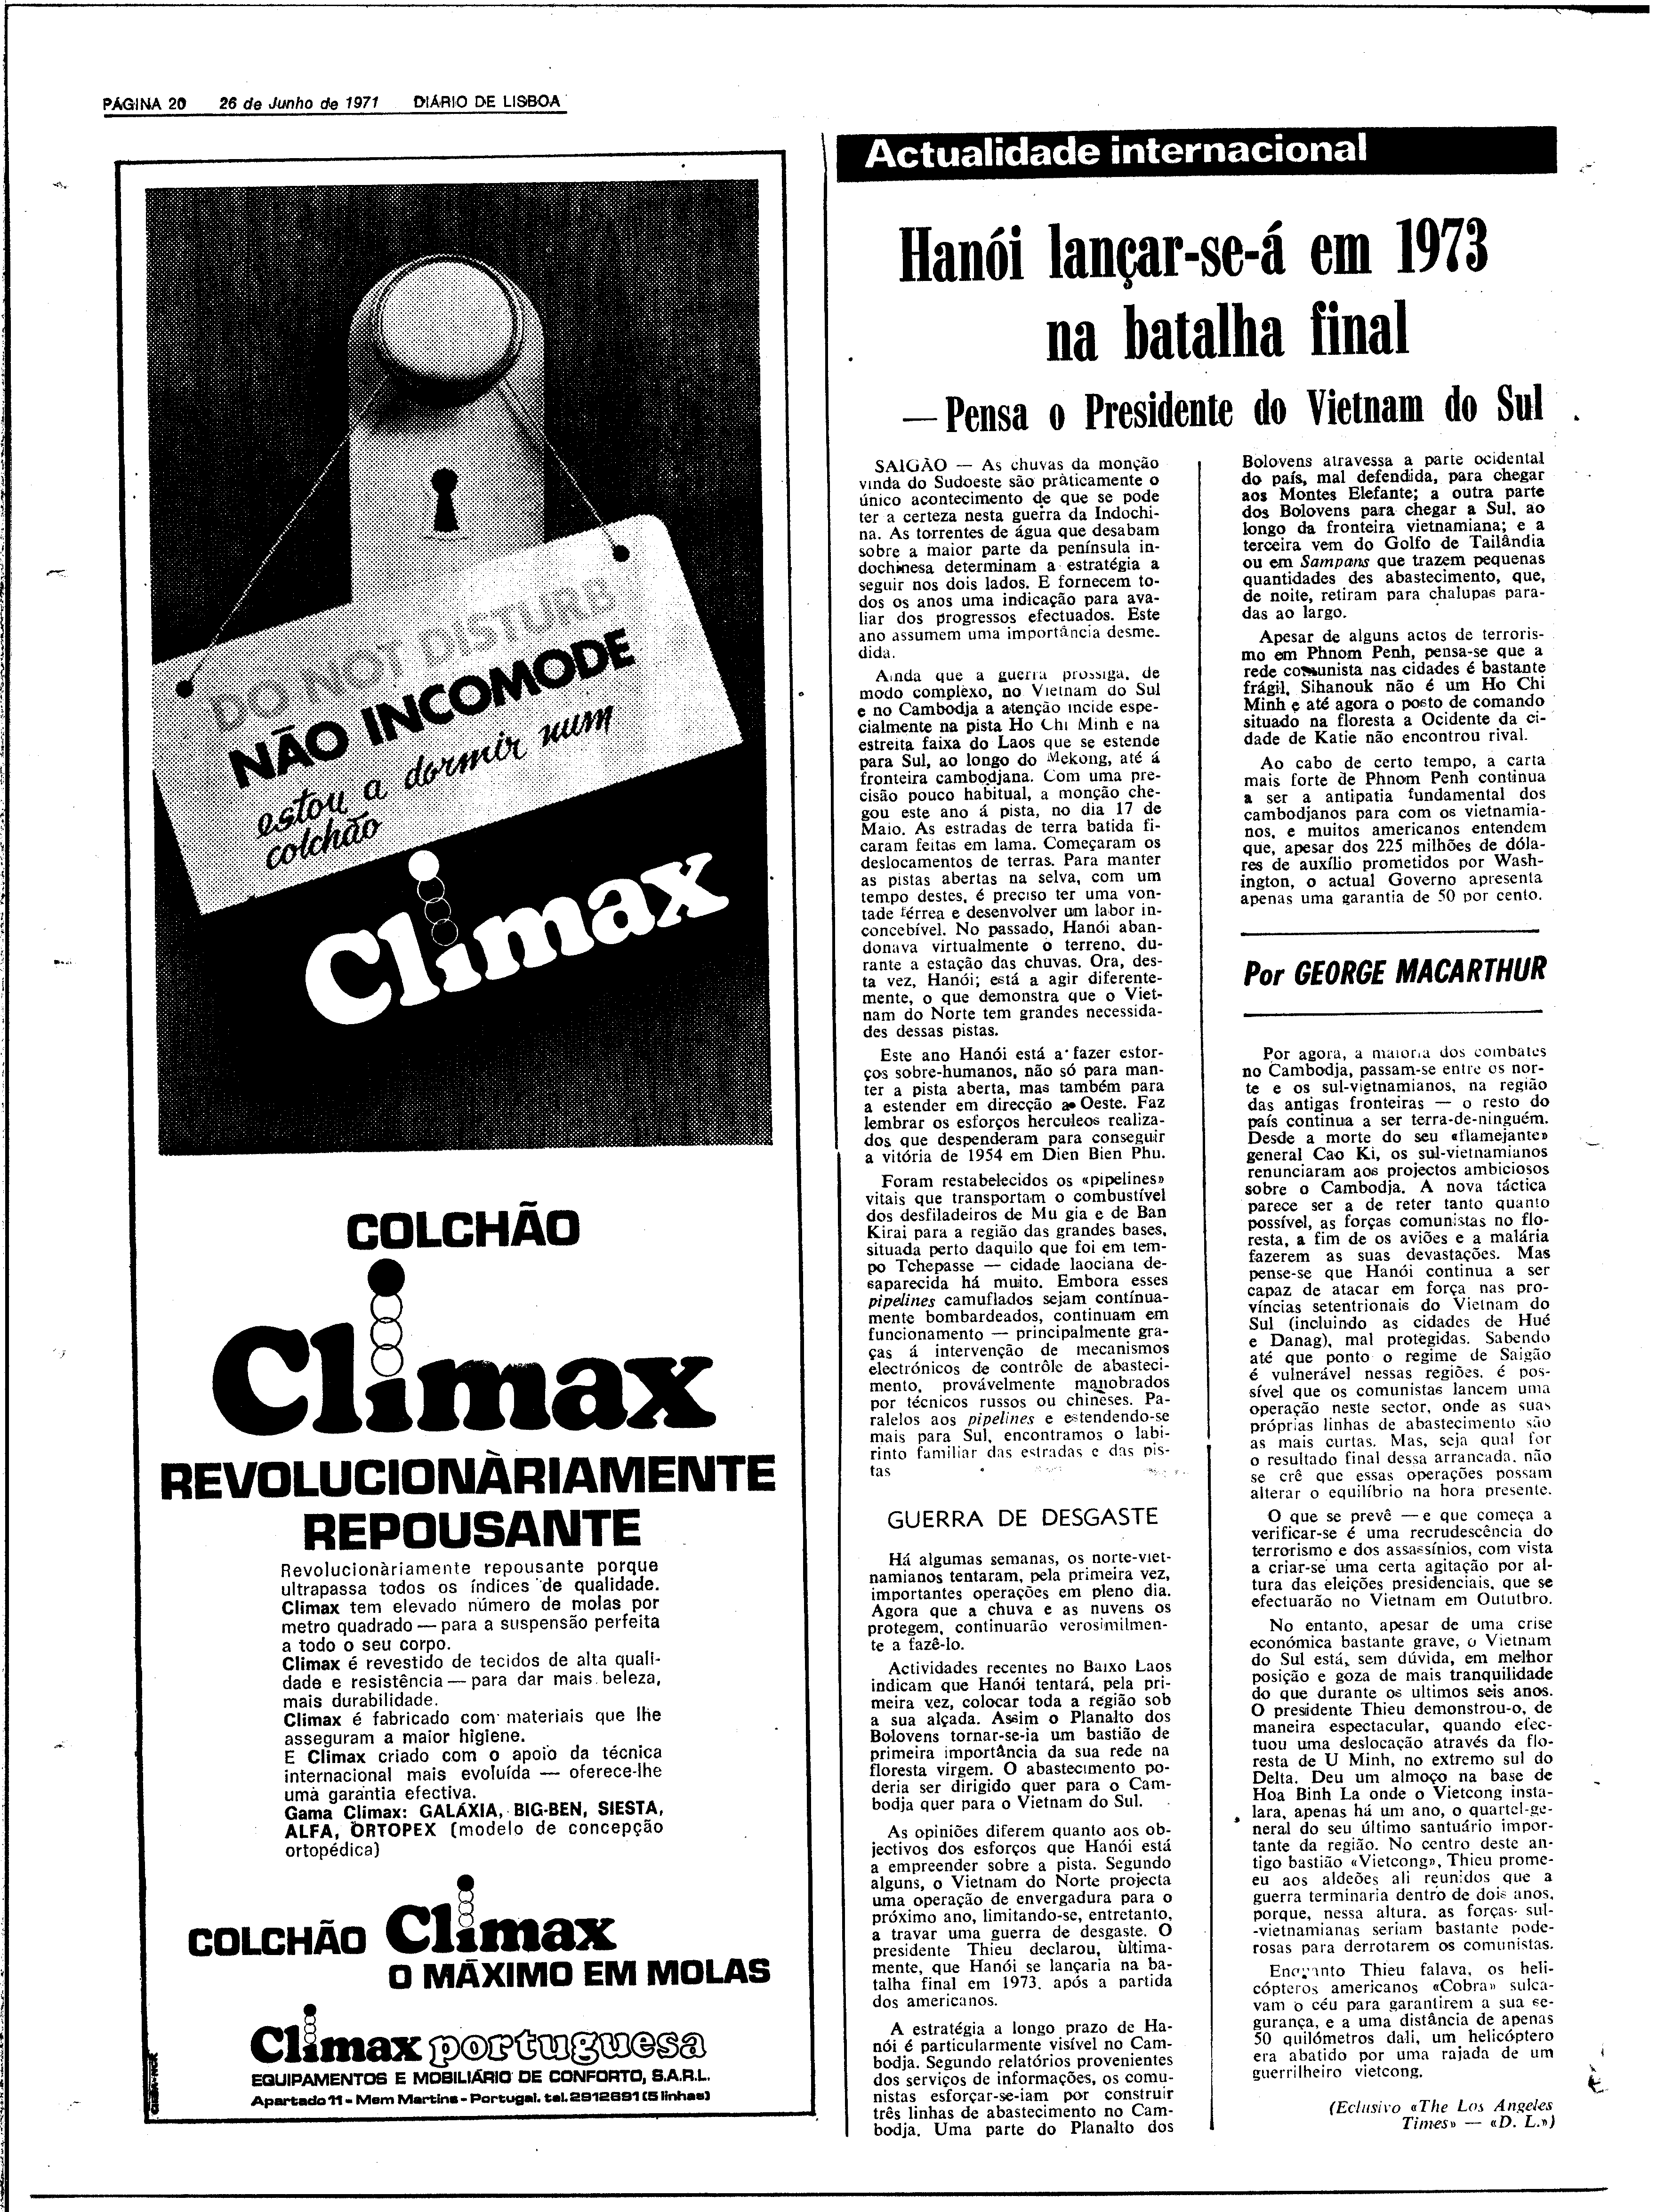 PÁGINA 20 26 de Junho de 1971 DIÁRIO DE LISBOA
DO NOT DISTURB
NÃO INCOMODE
estou a dormir num
colchão
Climax
COLCHÃO
Climax
REVOLUCIONÀRIAMENTE
REPOUSANTE
Revolucionàriamente repousante porque
ultrapassa todos os índices de qualidade.
Climax tem elevado número de molas por
metro quadrado — para a suspensão perfeita
a todo o seu corpo.
Climax é revestido de tecidos de alta quali-
dade e resistência — para dar mais beleza,
mais durabilidade.
Climax é fabricado com materiais que lhe
asseguram a maior higiene.
E Climax criado com o apoio da técnica
internacional mais evoluída — oferece-lhe
uma garantia efectiva.
Gama Climax: GALÁXIA, BIG-BEN, SIESTA,
ALFA, ORTOPEX (modelo de concepção
ortopédica)
COLCHÃO Climax
O MÁXIMO EM MOLAS
Climax portuguesa
EQUIPAMENTOS E MOBILIÁRIO DE CONFORTO, S.A.R.L.
Apartado 11 - Mem Martins - Portugal. tel. 2912691 (5 linhas)
Actualidade internacional
Hanói lançar-se-á em 1973
na batalha final
— Pensa o Presidente do Vietnam do Sul
SAIGÃO — As chuvas da monção
vinda do Sudoeste são pràticamente o
único acontecimento de que se pode
ter a certeza nesta guerra da Indochi-
na. As torrentes de água que desabam
sobre a maior parte da península in-
dochinesa determinam a estratégia a
seguir nos dois lados. E fornecem to-
dos os anos uma indicação para ava-
liar dos progressos efectuados. Este
ano assumem uma importância desme-
dida.
Ainda que a guerra prossiga, de
modo complexo, no Vietnam do Sul
e no Cambodja a atenção incide espe-
cialmente na pista Ho Chi Minh e na
estreita faixa do Laos que se estende
para Sul, ao longo do Mekong, até á
fronteira cambodjana. Com uma pre-
cisão pouco habitual, a monção che-
gou este ano á pista, no dia 17 de
Maio. As estradas de terra batida fi-
caram feitas em lama. Começaram os
deslocamentos de terras. Para manter
as pistas abertas na selva, com um
tempo destes, é preciso ter uma von-
tade férrea e desenvolver um labor in-
concebível. No passado, Hanói aban-
donava virtualmente o terreno, du-
rante a estação das chuvas. Ora, des-
ta vez, Hanói; está a agir diferente-
mente, o que demonstra que o Viet-
nam do Norte tem grandes necessida-
des dessas pistas.
Este ano Hanói está a fazer estor-
ços sobre-humanos, não só para man-
ter a pista aberta, mas também para
a estender em direcção ao Oeste. Faz
lembrar os esforços herculeos realiza-
dos que despenderam para conseguir
a vitória de 1954 em Dien Bien Phu.
Foram restabelecidos os «pipelines»
vitais que transportam o combustível
dos desfiladeiros de Mu gia e de Ban
Kirai para a região das grandes bases,
situada perto daquilo que foi em tem-
po Tchepasse — cidade laociana de-
saparecida há muito. Embora esses
pipelines camuflados sejam contínua-
mente bombardeados, continuam em
funcionamento — principalmente gra-
ças á intervenção de mecanismos
electrónicos de contrôle de abasteci-
mento, provávelmente manobrados
por técnicos russos ou chineses. Pa-
ralelos aos pipelines e estendendo-se
mais para Sul, encontramos o labi-
rinto familiar das estradas e das pis-
tas
GUERRA DE DESGASTE
Há algumas semanas, os norte-viet-
namianos tentaram, pela primeira vez,
importantes operações em pleno dia.
Agora que a chuva e as nuvens os
protegem, continuarão verosimilmen-
te a fazê-lo.
Actividades recentes no Baixo Laos
indicam que Hanói tentará, pela pri-
meira vez, colocar toda a região sob
a sua alçada. Assim o Planalto dos
Bolovens tornar-se-ia um bastião de
primeira importância da sua rede na
floresta virgem. O abastecimento po-
deria ser dirigido quer para o Cam-
bodja quer para o Vietnam do Sul.
As opiniões diferem quanto aos ob-
jectivos dos esforços que Hanói está
a empreender sobre a pista. Segundo
alguns, o Vietnam do Norte projecta
uma operação de envergadura para o
próximo ano, limitando-se, entretanto,
a travar uma guerra de desgaste. O
presidente Thieu declarou, ùltima-
mente, que Hanói se lançaria na ba-
talha final em 1973, após a partida
dos americanos.
A estratégia a longo prazo de Ha-
nói é particularmente visível no Cam-
bodja. Segundo relatórios provenientes
dos serviços de informações, os comu-
nistas esforçar-se-iam por construir
três linhas de abastecimento no Cam-
bodja. Uma parte do Planalto dos
Bolovens atravessa a parte ocidental
do país, mal defendida, para chegar
aos Montes Elefante; a outra parte
dos Bolovens para chegar a Sul, ao
longo da fronteira vietnamiana; e a
terceira vem do Golfo de Tailândia
ou em Sampans que trazem pequenas
quantidades des abastecimento, que,
de noite, retiram para chalupas para-
das ao largo.
Apesar de alguns actos de terroris-
mo em Phnom Penh, pensa-se que a
rede comunista nas cidades é bastante
frágil, Sihanouk não é um Ho Chi
Minh e até agora o posto de comando
situado na floresta a Ocidente da ci-
dade de Katie não encontrou rival.
Ao cabo de certo tempo, a carta
mais forte de Phnom Penh continua
a ser a antipatia fundamental dos
cambodjanos para com os vietnamia-
nos, e muitos americanos entendem
que, apesar dos 225 milhões de dóla-
res de auxílio prometidos por Wash-
ington, o actual Governo apresenta
apenas uma garantia de 50 por cento.
Por GEORGE MACARTHUR
Por agora, a maioria dos combates
no Cambodja, passam-se entre os nor-
te e os sul-vietnamianos, na região
das antigas fronteiras — o resto do
país continua a ser terra-de-ninguém.
Desde a morte do seu «flamejante»
general Cao Ki, os sul-vietnamianos
renunciaram aos projectos ambiciosos
sobre o Cambodja. A nova táctica
parece ser a de reter tanto quanto
possível, as forças comunistas no flo-
resta, a fim de os aviões e a malária
fazerem as suas devastações. Mas
pense-se que Hanói continua a ser
capaz de atacar em força nas pro-
víncias setentrionais do Vietnam do
Sul (incluindo as cidades de Hué
e Danag), mal protegidas. Sabendo
até que ponto o regime de Saigão
é vulnerável nessas regiões, é pos-
sível que os comunistas lancem uma
operação neste sector, onde as suas
próprias linhas de abastecimento são
as mais curtas. Mas, seja qual for
o resultado final dessa arrancada, não
se crê que essas operações possam
alterar o equilíbrio na hora presente.
O que se prevê — e que começa a
verificar-se é uma recrudescência do
terrorismo e dos assassínios, com vista
a criar-se uma certa agitação por al-
tura das eleições presidenciais, que se
efectuarão no Vietnam em Oututbro.
No entanto, apesar de uma crise
económica bastante grave, o Vietnam
do Sul está, sem dúvida, em melhor
posição e goza de mais tranquilidade
do que durante os ultimos seis anos.
O presidente Thieu demonstrou-o, de
maneira espectacular, quando efec-
tuou uma deslocação através da flo-
resta de U Minh, no extremo sul do
Delta. Deu um almoço na base de
Hoa Binh La onde o Vietcong insta-
lara, apenas há um ano, o quartel-ge-
neral do seu último santuário impor-
tante da região. No centro deste an-
tigo bastião «Vietcong», Thieu prome-
eu aos aldeões ali reunidos que a
guerra terminaria dentro de dois anos,
porque, nessa altura, as forças sul-
-vietnamianas seriam bastante pode-
rosas para derrotarem os comunistas.
Enquanto Thieu falava, os heli-
cópteros americanos «Cobra» sulca-
vam o céu para garantirem a sua se-
gurança, e a uma distância de apenas
50 quilómetros dali, um helicóptero
era abatido por uma rajada de um
guerrilheiro vietcong.
(Eclusivo «The Los Angeles
Times» — «D. L.»)